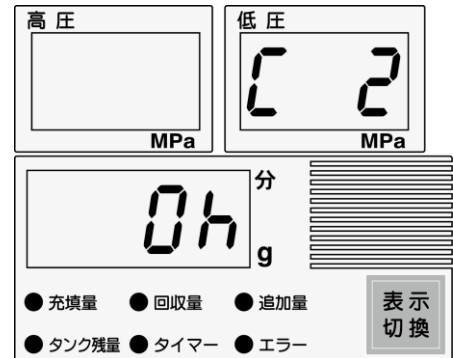 高圧
低圧
C 2
MPa
MPa
0h
分
g
●充填量 ●回収量 ●追加量
●タンク残量 ●タイマー ●エラー
表示
切換